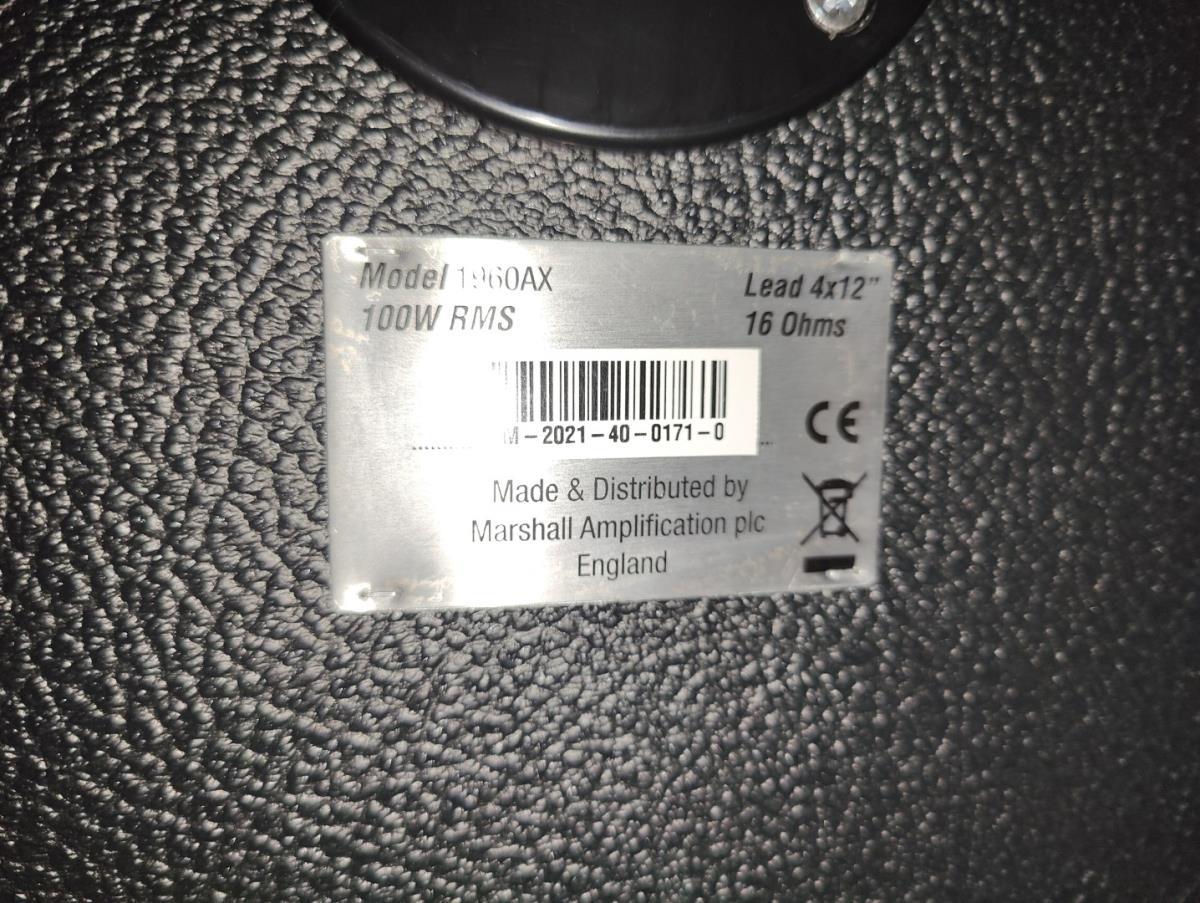 Model 1960AX
100W RMS
Lead 4x12”
16 Ohms
M-2021-40-0171-0
CE
Made & Distributed by
Marshall Amplification plc
England